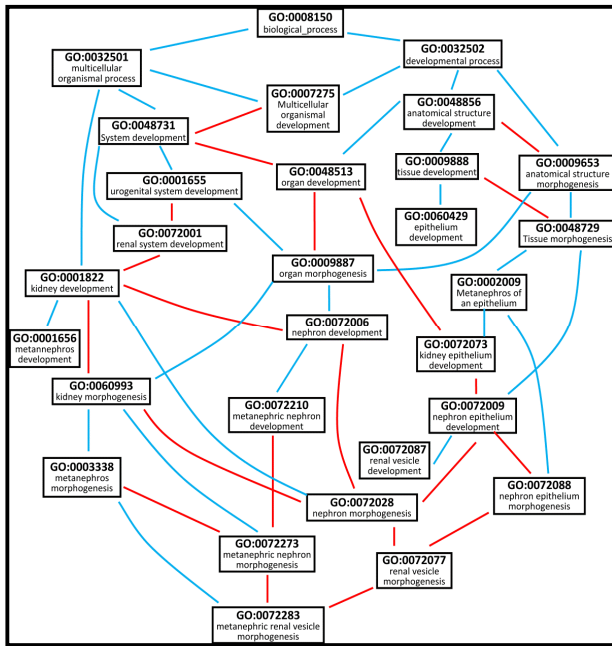 GO:0008150
biological_process
GO:0032501
multicellular
organismal process
GO:0032502
developmental process
GO:0007275
Multicellular
organismal
development
GO:0048856
anatomical structure
development
GO:0048731
System development
GO:0009888
tissue development
GO:0009653
anatomical structure
morphogenesis
GO:0001655
urogenital system development
GO:0048513
organ development
GO:0060429
epithelium
development
GO:0048729
Tissue morphogenesis
GO:0072001
renal system development
GO:0001822
kidney development
GO:0009887
organ morphogenesis
GO:0002009
Metanephros of
an epithelium
GO:0001656
metannephros
development
GO:0072006
nephron development
GO:0072073
kidney epithelium
development
GO:0060993
kidney morphogenesis
GO:0072210
metanephric nephron
development
GO:0072009
nephron epithelium
development
GO:0072087
renal vesicle
development
GO:0003338
metanephros
morphogenesis
GO:0072028
nephron morphogenesis
GO:0072088
nephron epithelium
morphogenesis
GO:0072273
metanephric nephron
morphogenesis
GO:0072077
renal vesicle
morphogenesis
GO:0072283
metanephric renal vesicle
morphogenesis